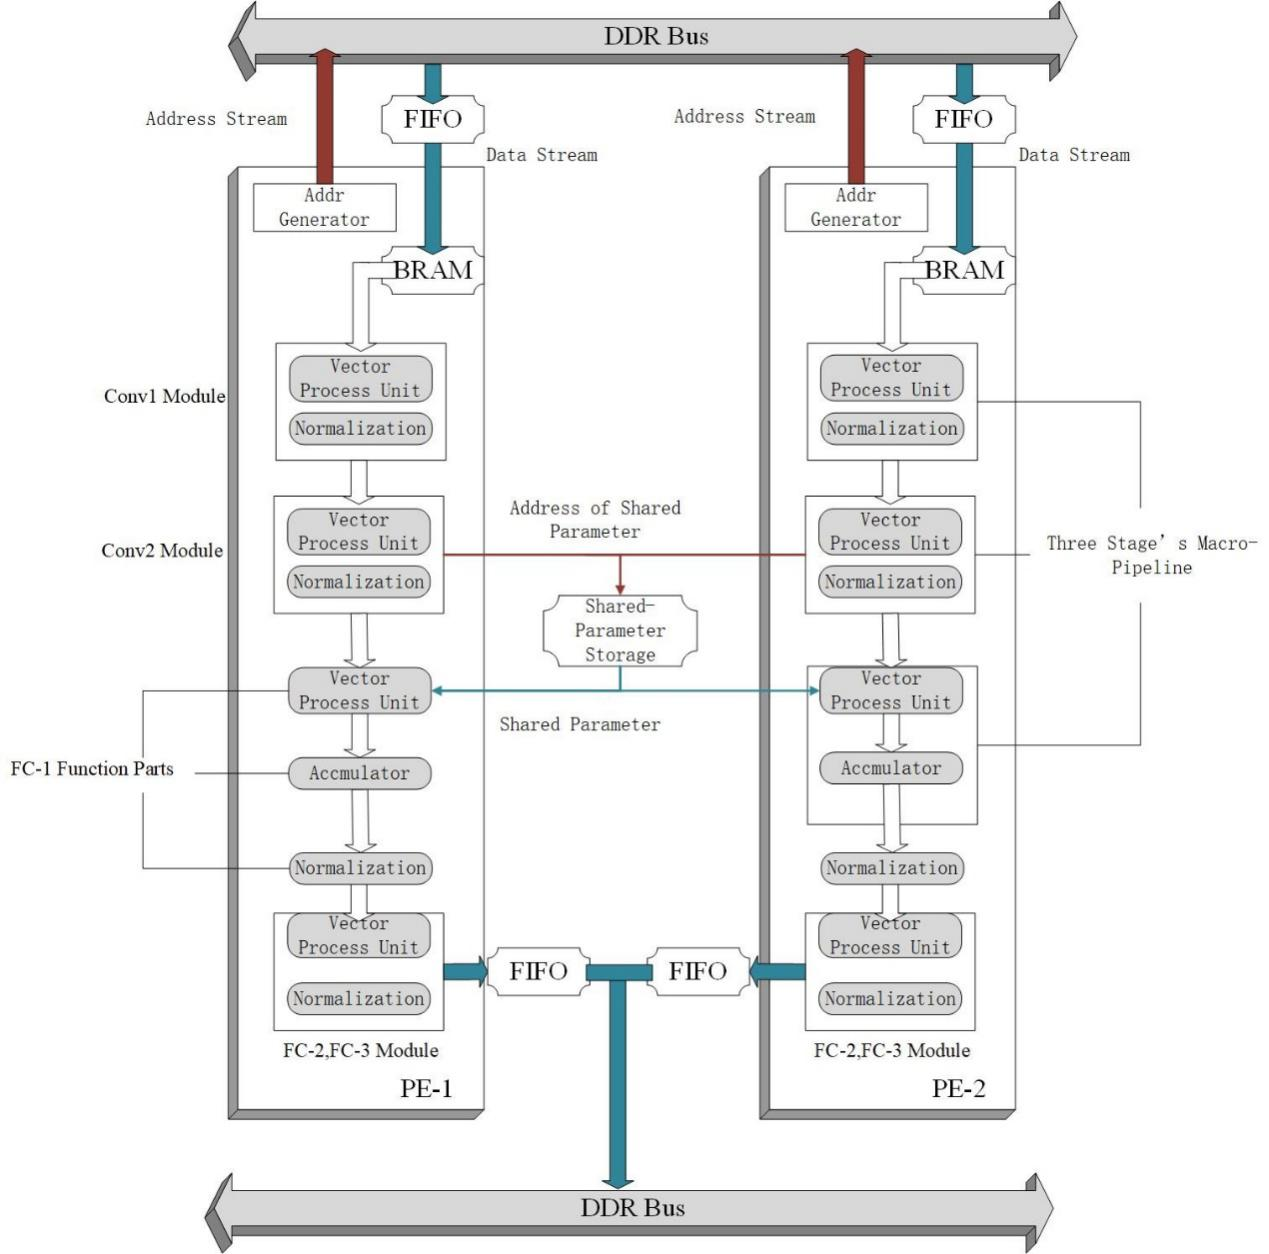 DDR Bus
Address Stream
FIFO
Data Stream
Address Stream
FIFO
Data Stream
Addr
Generator
BRAM
Addr
Generator
BRAM
Conv1 Module
Vector
Process Unit
Normalization
Vector
Process Unit
Normalization
Conv2 Module
Vector
Process Unit
Normalization
Address of Shared
Parameter
Vector
Process Unit
Normalization
Three Stage's Macro-
Pipeline
Shared-
Parameter
Storage
Vector
Process Unit
Shared Parameter
Vector
Process Unit
FC-1 Function Parts
Accmulator
Accmulator
Normalization
Normalization
Vector
Process Unit
Normalization
FIFO
FIFO
Vector
Process Unit
Normalization
FC-2,FC-3 Module
FC-2,FC-3 Module
PE-1
PE-2
DDR Bus